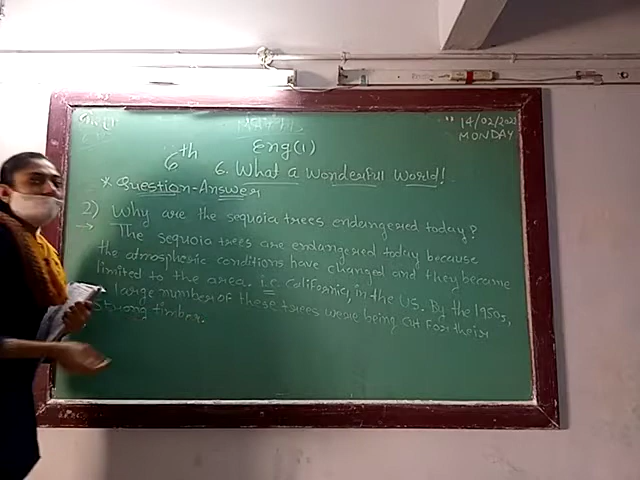 14/02/2022
MONDAY
6th Eng(1)
6. What a Wonderful World!
* Question-Answer
2) Why are the sequoia trees endangered today?
→ The sequoia trees are endangered today because
the atmospheric conditions have changed and they became
limited to the area. i.e. California, in the US. By the 1950s,
large number of these trees were being cut for their
strong timber.